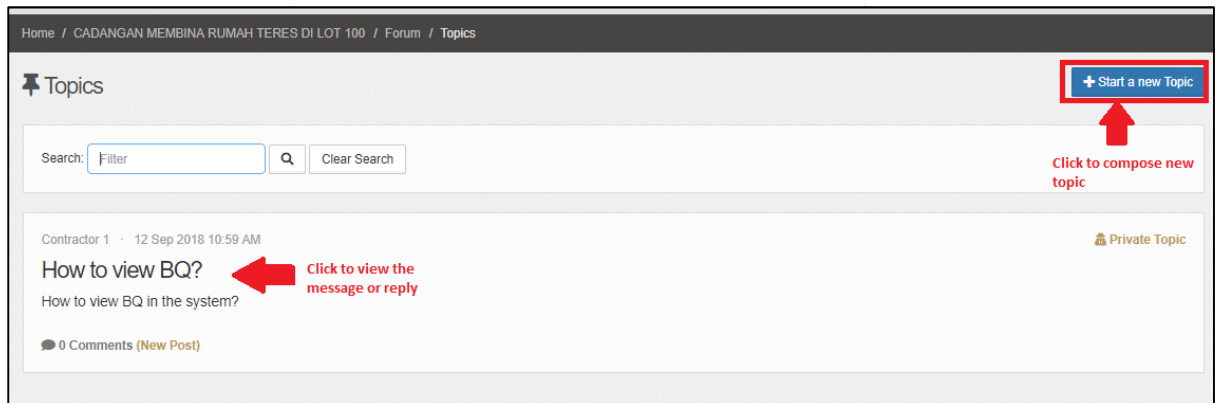 Home / CADANGAN MEMBINA RUMAH TERES DI LOT 100 / Forum / Topics
Topics
+ Start a new Topic
Search: Filter Clear Search
Click to compose new
topic
Contractor 1 · 12 Sep 2018 10:59 AM
Private Topic
How to view BQ?
Click to view the
message or reply
How to view BQ in the system?
0 Comments (New Post)